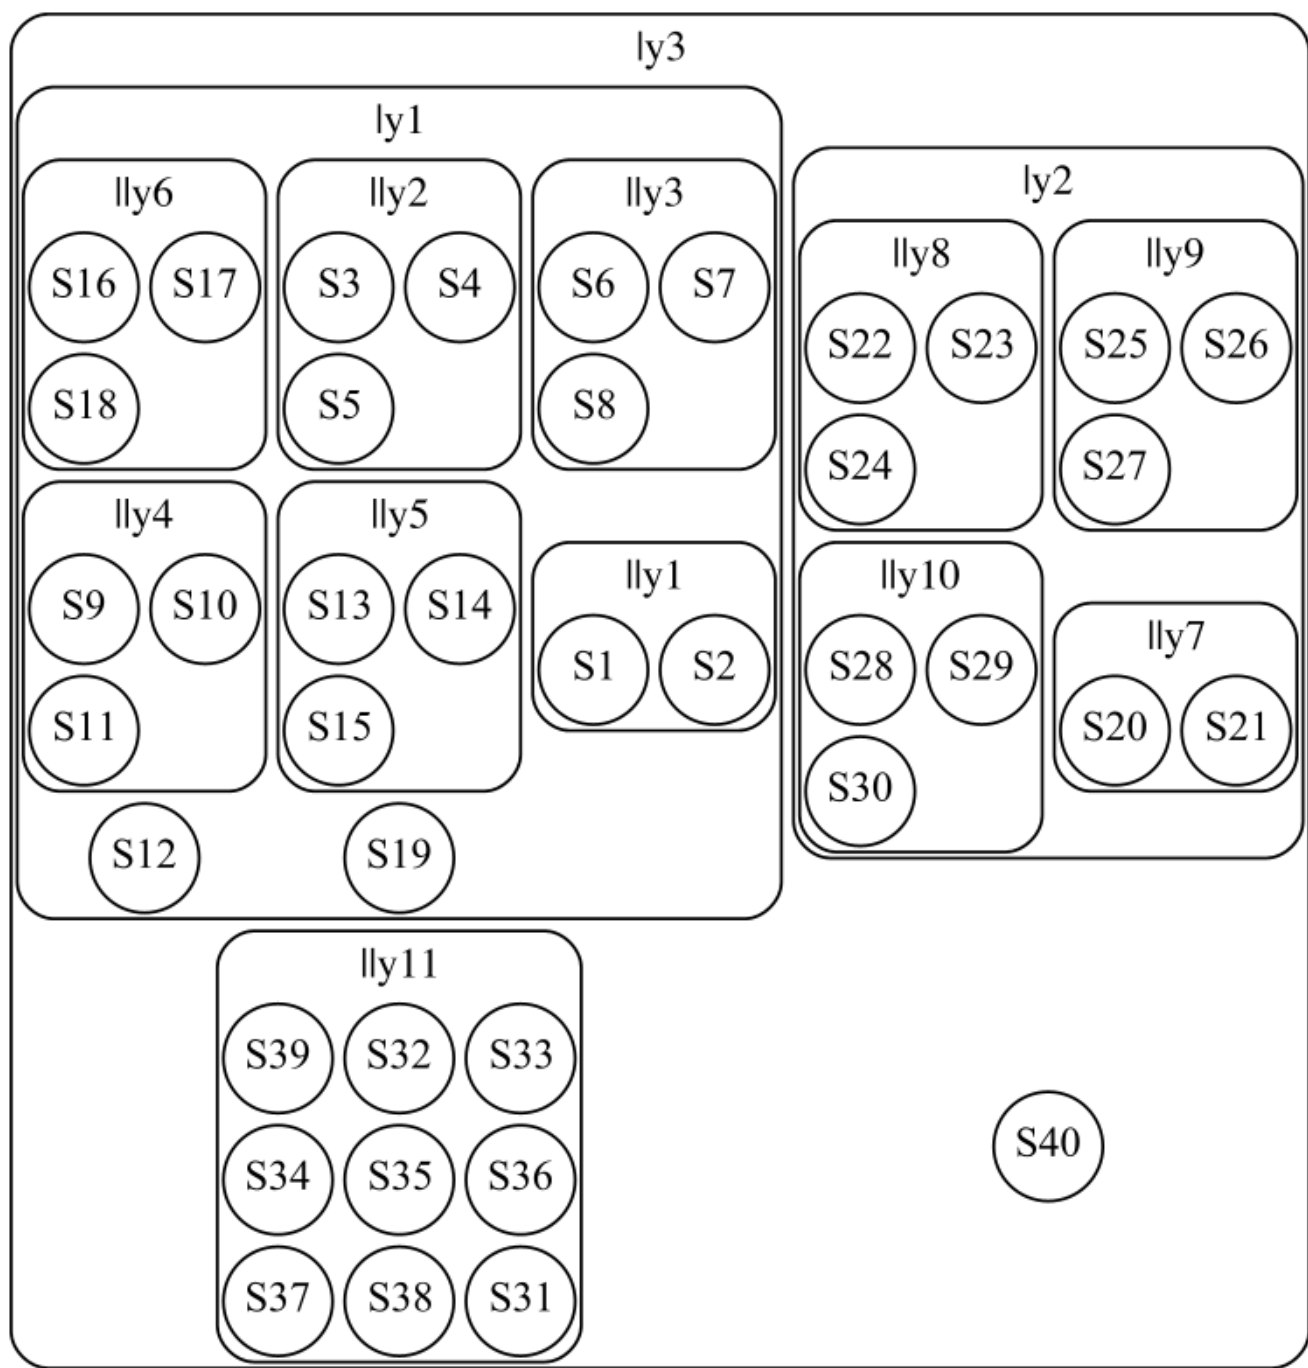 ly3
ly1
lly6 lly2 lly3
S16 S17 S3 S4 S6 S7
S18 S5 S8
lly4 lly5 lly1
S9 S10 S13 S14 S1 S2
S11 S15
S12 S19
ly2
lly8 lly9
S22 S23 S25 S26
S24 S27
lly10 lly7
S28 S29 S20 S21
S30
lly11
S39 S32 S33
S34 S35 S36
S37 S38 S31
S40